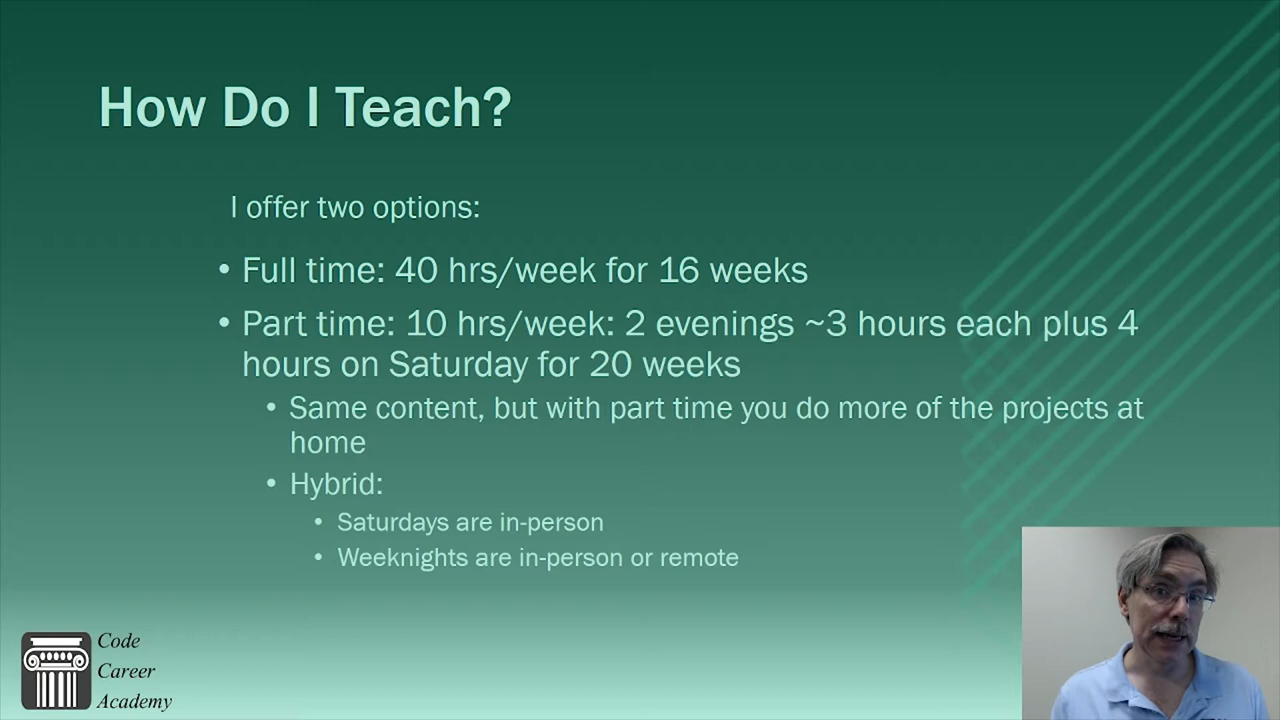 How Do I Teach?
I offer two options:
• Full time: 40 hrs/week for 16 weeks
• Part time: 10 hrs/week: 2 evenings ~3 hours each plus 4
hours on Saturday for 20 weeks
• Same content, but with part time you do more of the projects at
home
• Hybrid:
• Saturdays are in-person
• Weeknights are in-person or remote
Code
Career
Academy